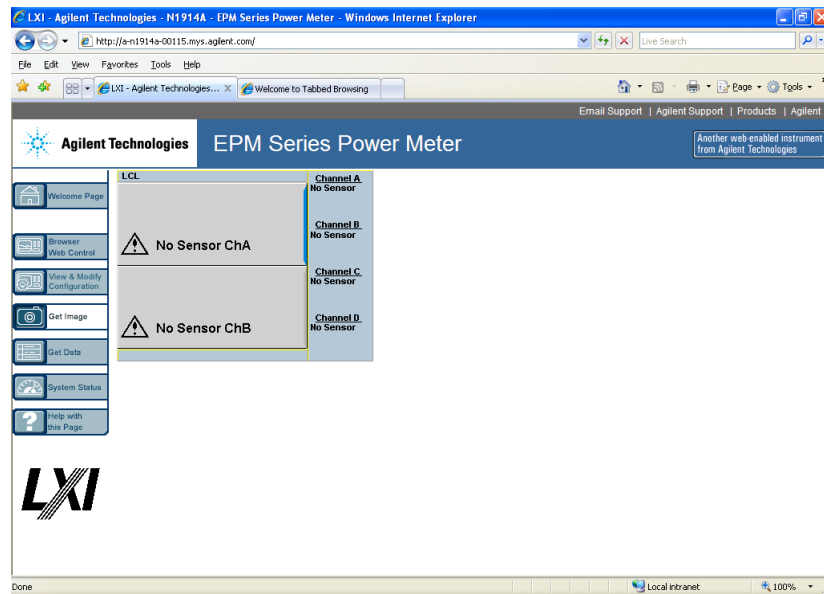 LXI - Agilent Technologies - N1914A - EPM Series Power Meter - Windows Internet Explorer
http://a-n1914a-00115.mys.agilent.com/
Live Search
File Edit View Favorites Tools Help
LXI - Agilent Technologies... X
Welcome to Tabbed Browsing
Page
Tools
Email Support | Agilent Support | Products | Agilent
Agilent Technologies
EPM Series Power Meter
Another web-enabled instrument
from Agilent Technologies
Welcome Page
Browser
Web Control
View & Modify
Configuration
Get Image
Get Data
System Status
Help with
this Page
LXI
LCL
No Sensor ChA
No Sensor ChB
Channel A
No Sensor
Channel B
No Sensor
Channel C
No Sensor
Channel D
No Sensor
Done
Local intranet
100%